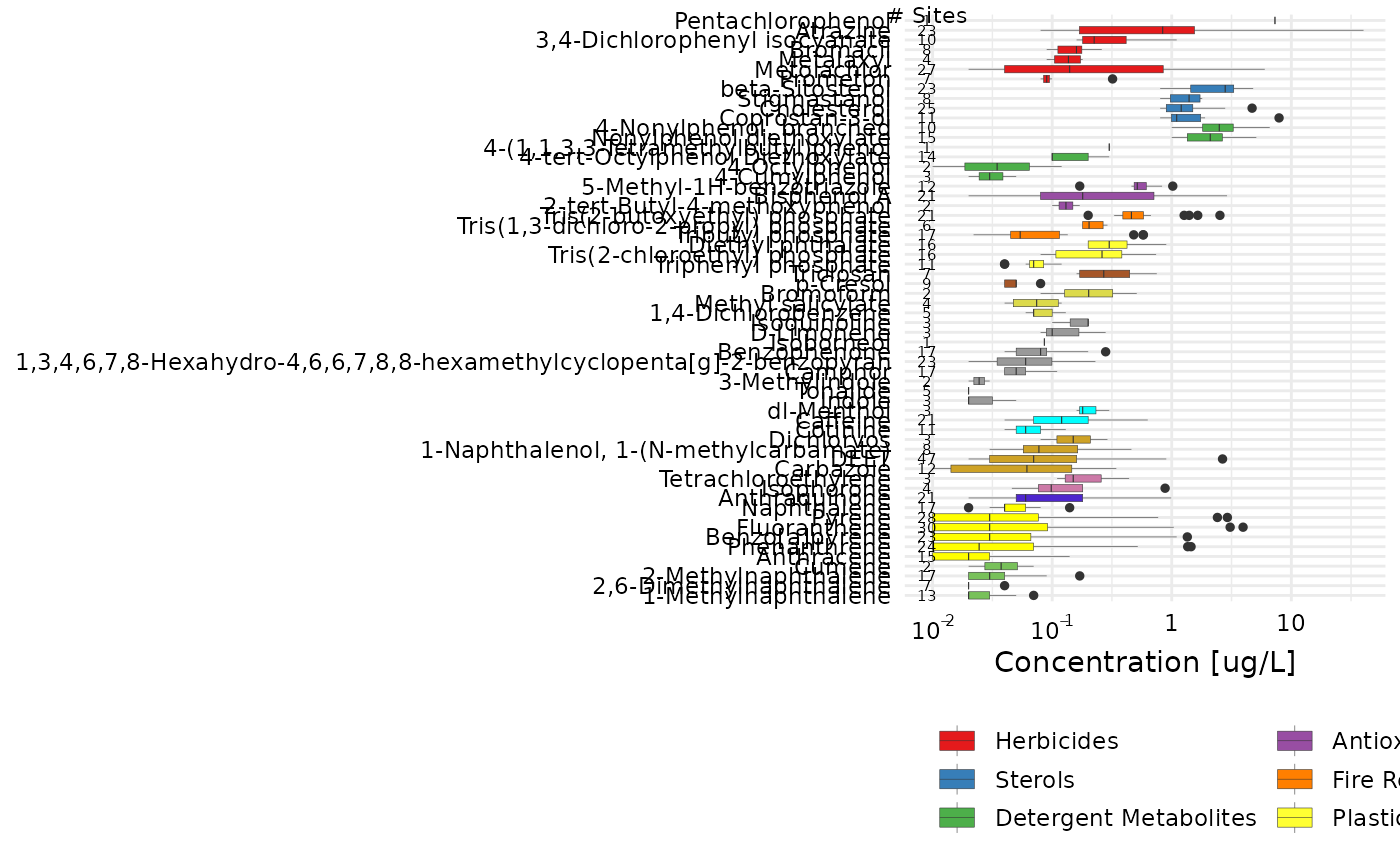 # Sites
Pentachlorophenol 1
Atrazine 23
3,4-Dichlorophenyl isocyanate 10
Bromacil 8
Metalaxyl 4
Metolachlor 27
Prometon 7
beta-Sitosterol 23
Stigmastanol 8
Cholesterol 25
Coprostan-3-ol 11
4-Nonylphenol, branched 10
Nonylphenol diethoxylate 15
4-(1,1,3,3-Tetramethylbutyl)phenol 1
4-tert-Octylphenol Diethoxylate 14
4-Octylphenol 2
4-Cumylphenol 3
5-Methyl-1H-benzotriazole 12
Bisphenol A 21
2-tert-Butyl-4-methoxyphenol 2
Tris(2-butoxyethyl) phosphate 21
Tris(1,3-dichloro-2-propyl) phosphate 6
Tributyl phosphate 17
Diethyl phthalate 16
Tris(2-chloroethyl) phosphate 16
Triphenyl phosphate 11
Triclosan 7
p-Cresol 9
Bromoform 2
Methyl salicylate 4
1,4-Dichlorobenzene 5
Isoquinoline 3
D-Limonene 3
Isoborneol 1
Benzophenone 17
1,3,4,6,7,8-Hexahydro-4,6,6,7,8,8-hexamethylcyclopenta[g]-2-benzopyran 23
Camphor 17
3-Methylindole 2
Tonalide 5
Indole 3
dl-Menthol 3
Caffeine 21
Cotinine 11
Dichlorvos 3
1-Naphthalenol, 1-(N-methylcarbamate) 8
DEET 47
Carbazole 12
Tetrachloroethylene 3
Isophorone 4
Anthraquinone 21
Naphthalene 17
Pyrene 28
Fluoranthene 30
Benzo[a]pyrene 23
Phenanthrene 24
Anthracene 15
Cumene 2
2-Methylnaphthalene 17
2,6-Dimethylnaphthalene 7
1-Methylnaphthalene 13
10⁻² 10⁻¹ 1 10
Concentration [ug/L]
Herbicides Antiox
Sterols Fire Re
Detergent Metabolites Plastic